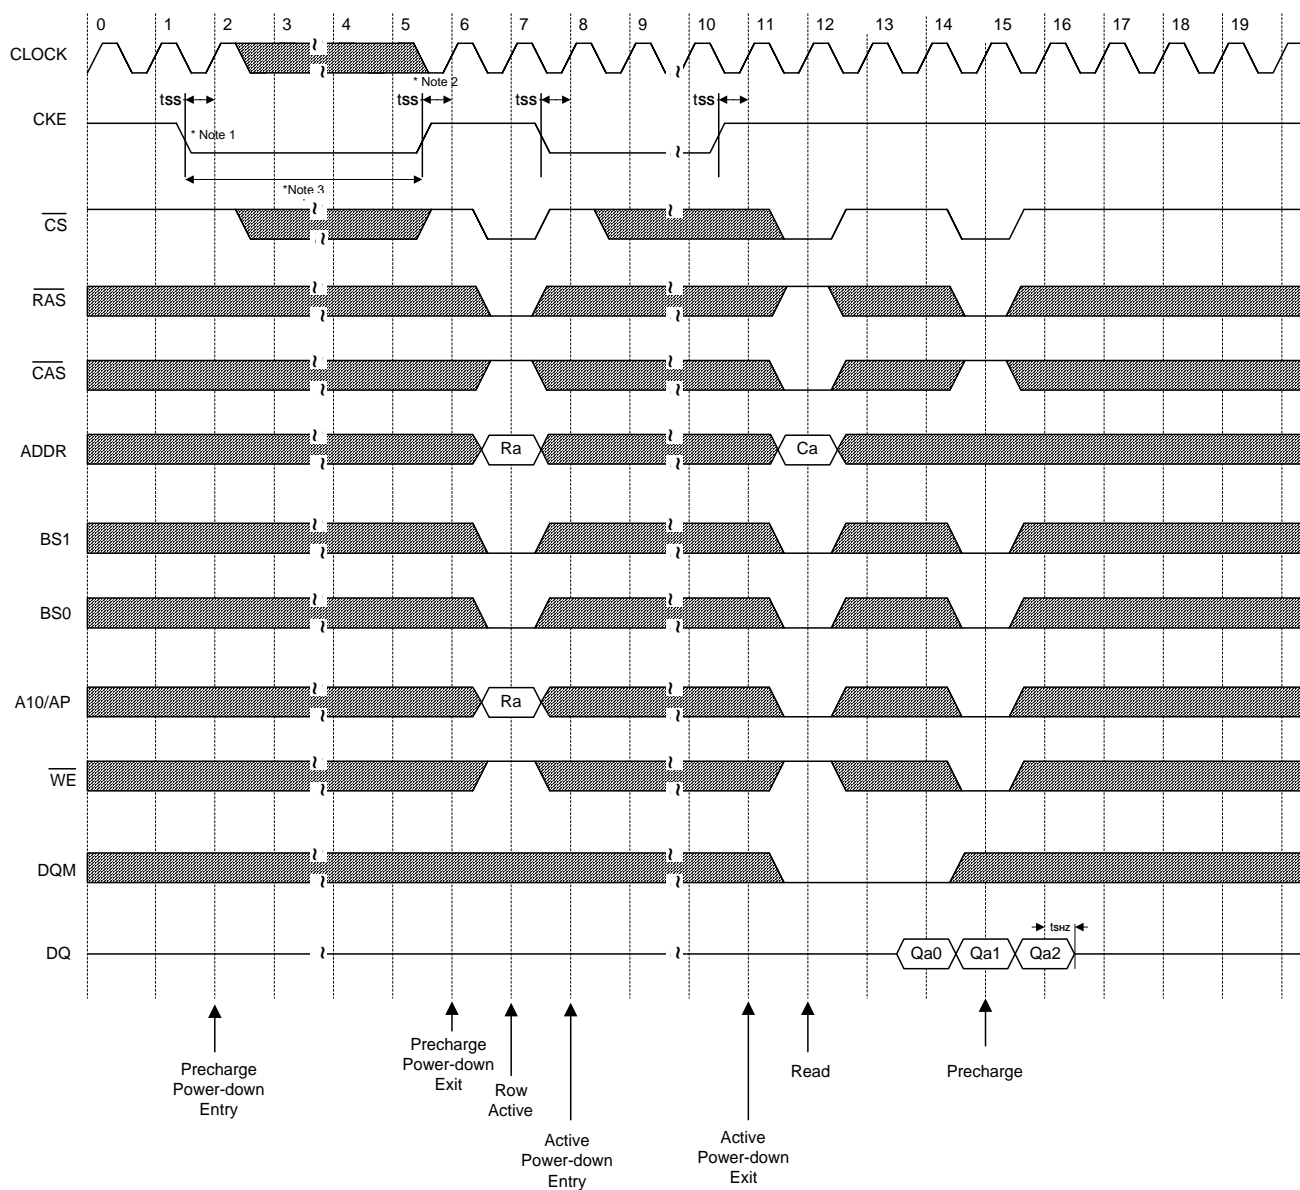 0 1 2 3 4 5 6 7 8 9 10 11 12 13 14 15 16 17 18 19
CLOCK
* Note 2
tss tss tss tss
CKE
* Note 1
*Note 3
CS
RAS
CAS
ADDR Ra Ca
BS1
BS0
A10/AP Ra
WE
DQM
tSHZ
DQ Qa0 Qa1 Qa2
Precharge
Power-down
Entry
Precharge
Power-down
Exit
Row
Active
Active
Power-down
Entry
Active
Power-down
Exit
Read
Precharge